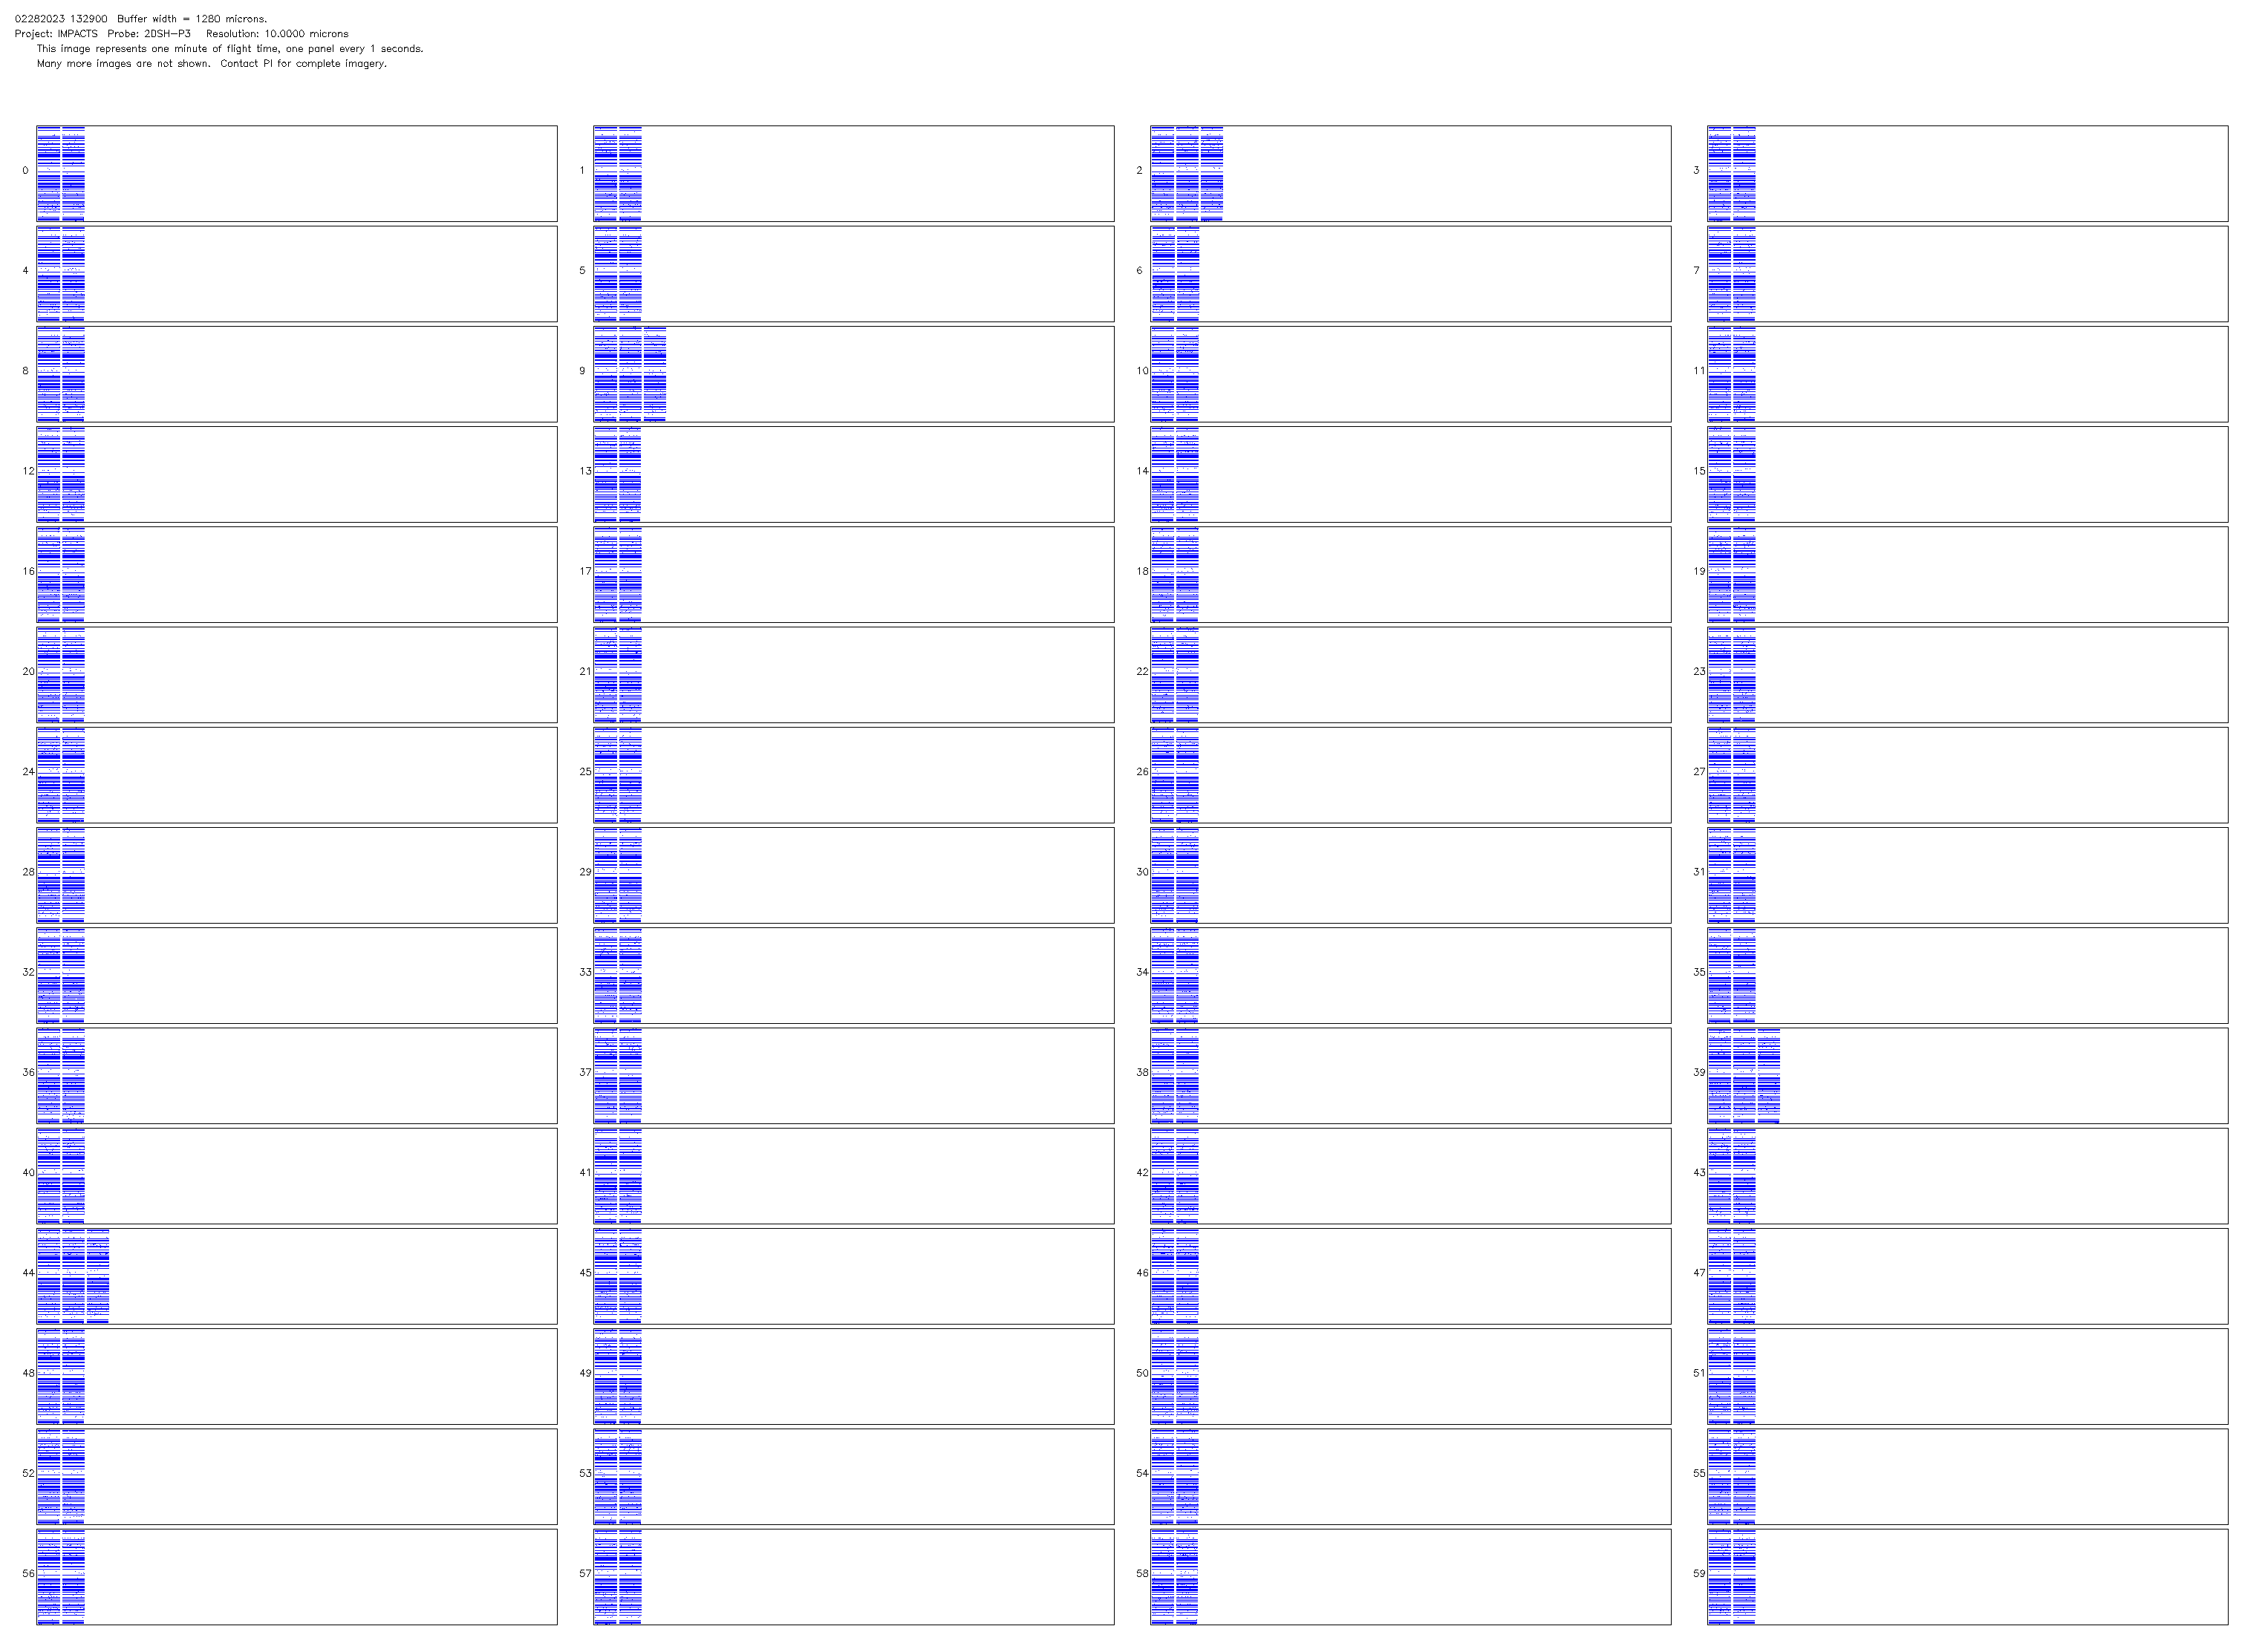 02282023 132900 Buffer width = 1280 microns.
Project: IMPACTS Probe: 2DSH-P3 Resolution: 10.0000 microns
This image represents one minute of flight time, one panel every 1 seconds.
Many more images are not shown. Contact PI for complete imagery.
0 1 2 3
4 5 6 7
8 9 10 11
12 13 14 15
16 17 18 19
20 21 22 23
24 25 26 27
28 29 30 31
32 33 34 35
36 37 38 39
40 41 42 43
44 45 46 47
48 49 50 51
52 53 54 55
56 57 58 59